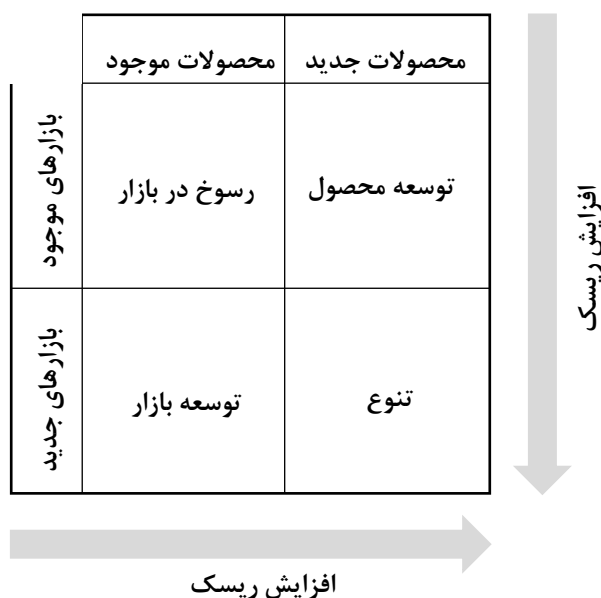 محصولات موجود
محصولات جدید
بازارهای موجود
رسوخ در بازار
توسعه محصول
بازارهای جدید
توسعه بازار
تنوع
افزایش ریسک
افزایش ریسک